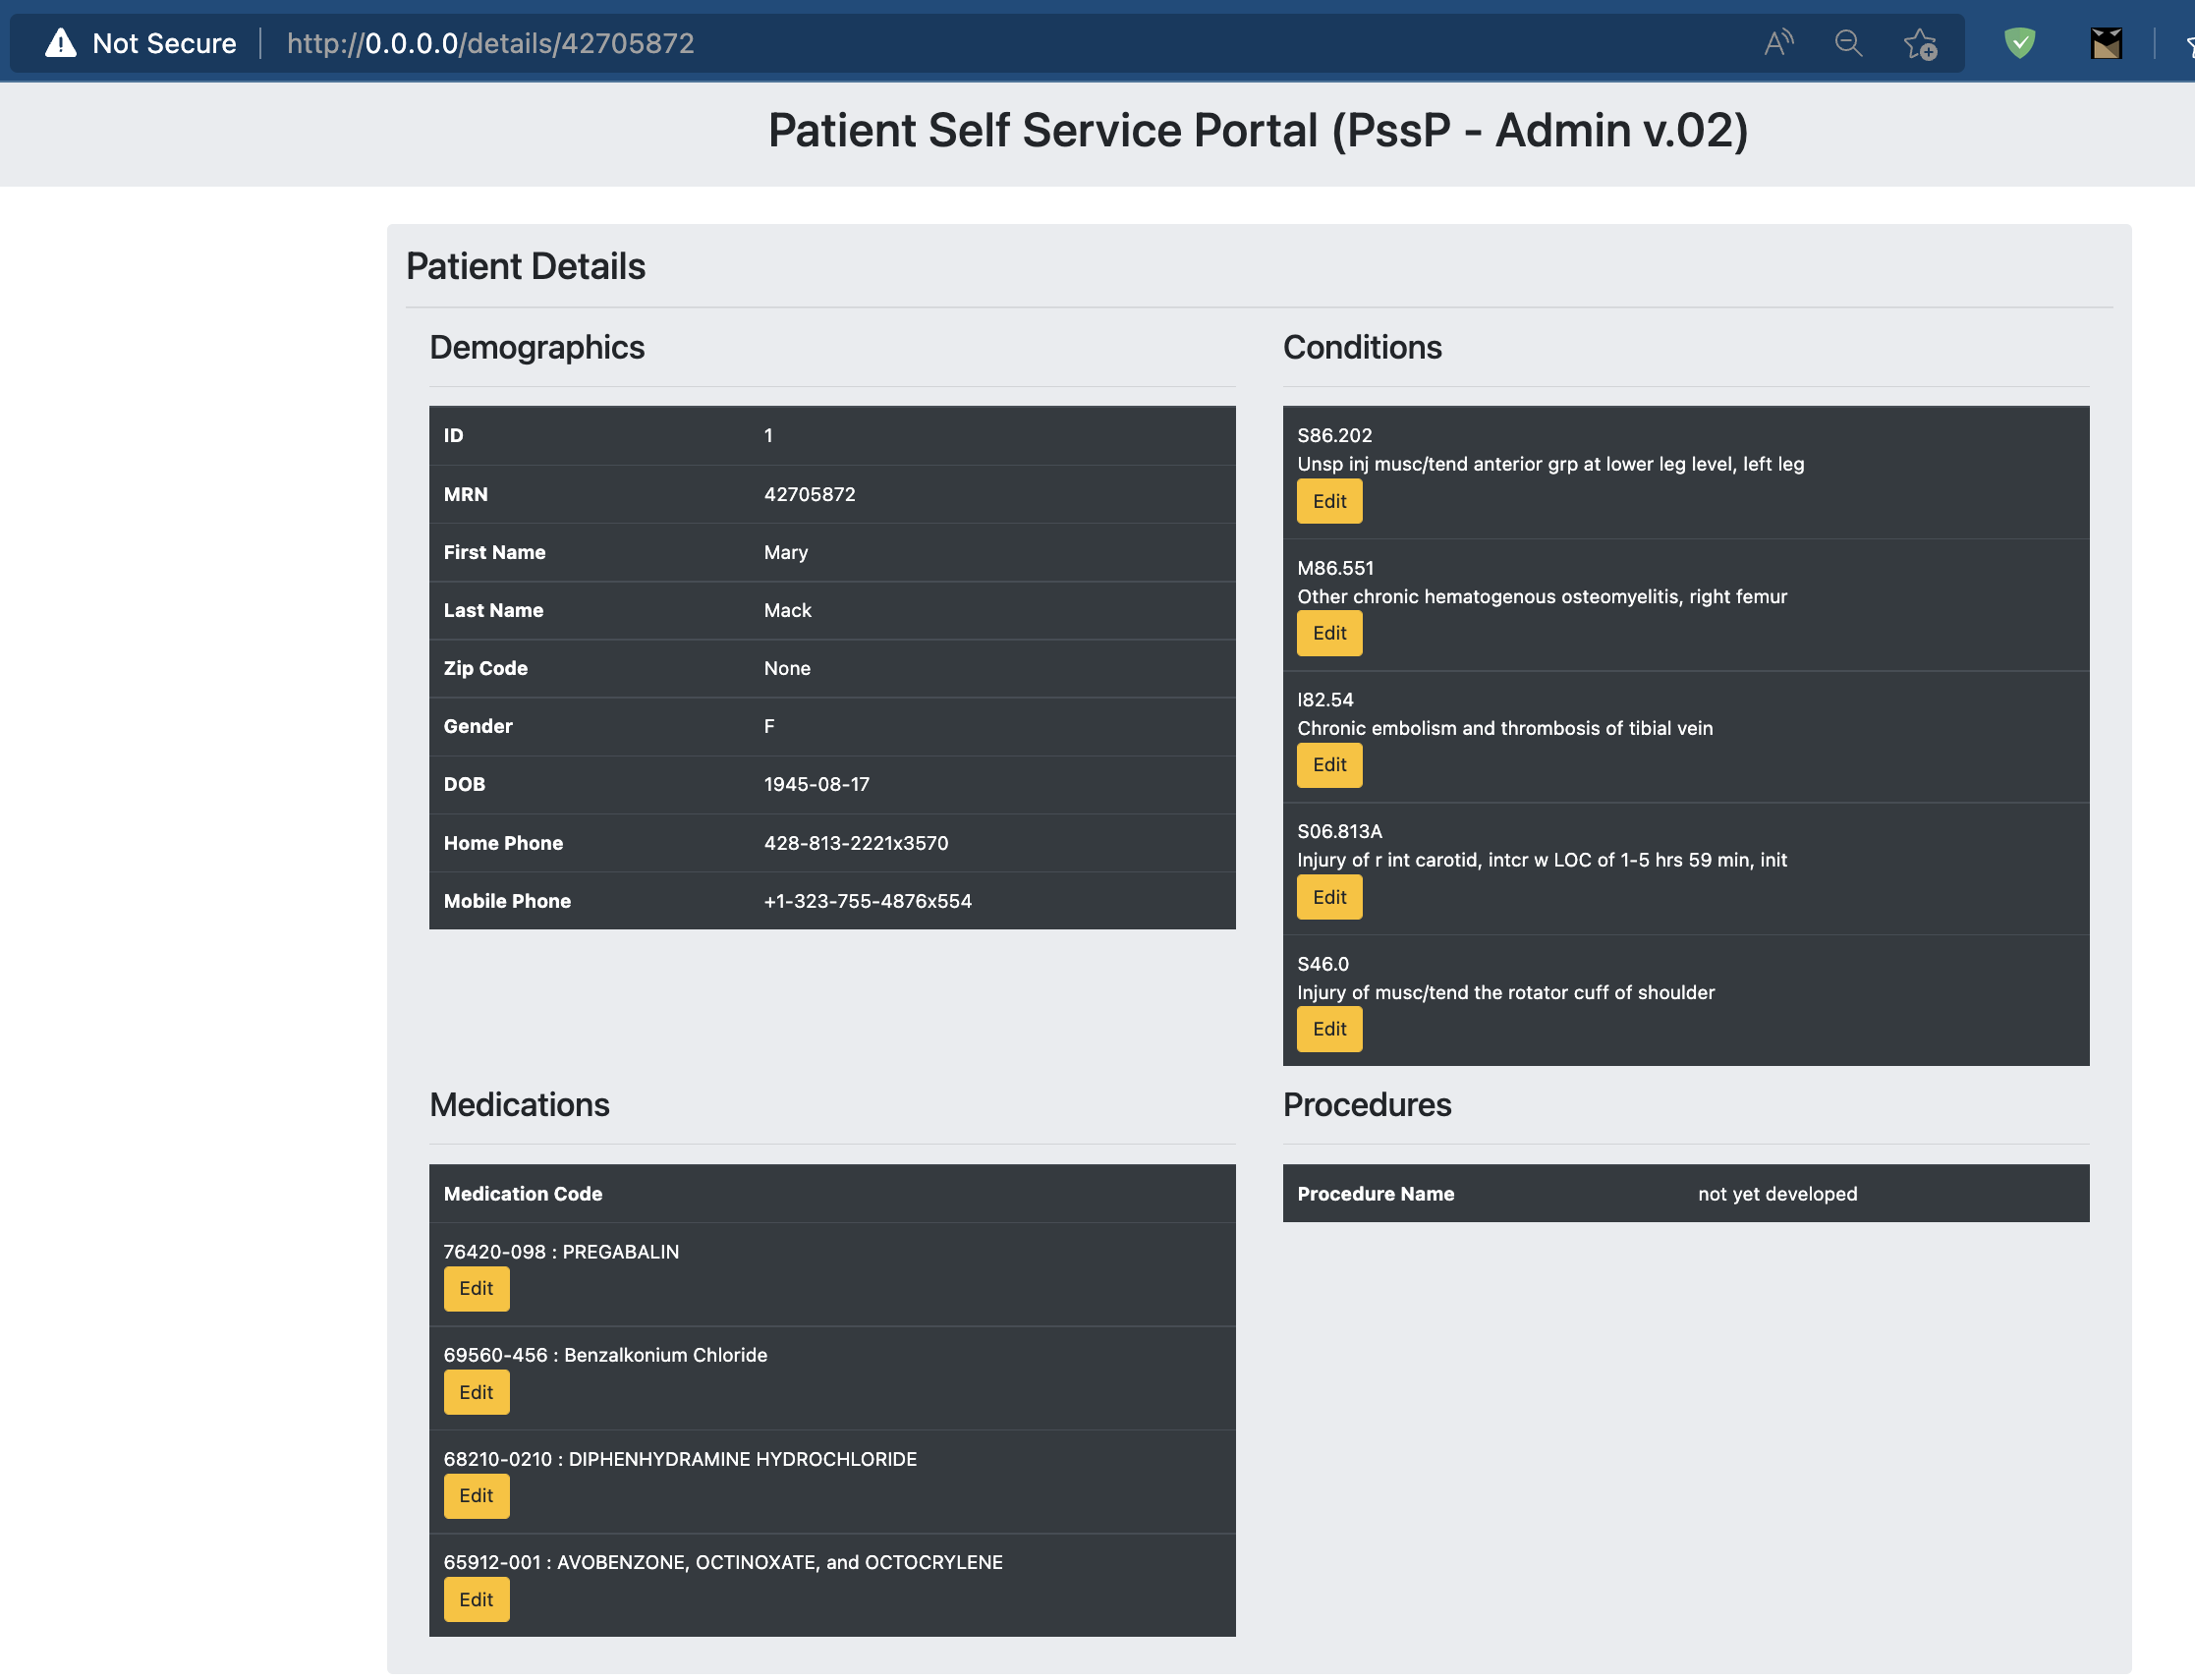 Not Secure http://0.0.0.0/details/42705872
Patient Self Service Portal (PssP - Admin v.02)
Patient Details
Demographics
ID 1
MRN 42705872
First Name Mary
Last Name Mack
Zip Code None
Gender F
DOB 1945-08-17
Home Phone 428-813-2221x3570
Mobile Phone +1-323-755-4876x554
Conditions
S86.202
Unsp inj musc/tend anterior grp at lower leg level, left leg
Edit
M86.551
Other chronic hematogenous osteomyelitis, right femur
Edit
I82.54
Chronic embolism and thrombosis of tibial vein
Edit
S06.813A
Injury of r int carotid, intcr w LOC of 1-5 hrs 59 min, init
Edit
S46.0
Injury of musc/tend the rotator cuff of shoulder
Edit
Medications
Medication Code
76420-098 : PREGABALIN
Edit
69560-456 : Benzalkonium Chloride
Edit
68210-0210 : DIPHENHYDRAMINE HYDROCHLORIDE
Edit
65912-001 : AVOBENZONE, OCTINOXATE, and OCTOCRYLENE
Edit
Procedures
Procedure Name not yet developed